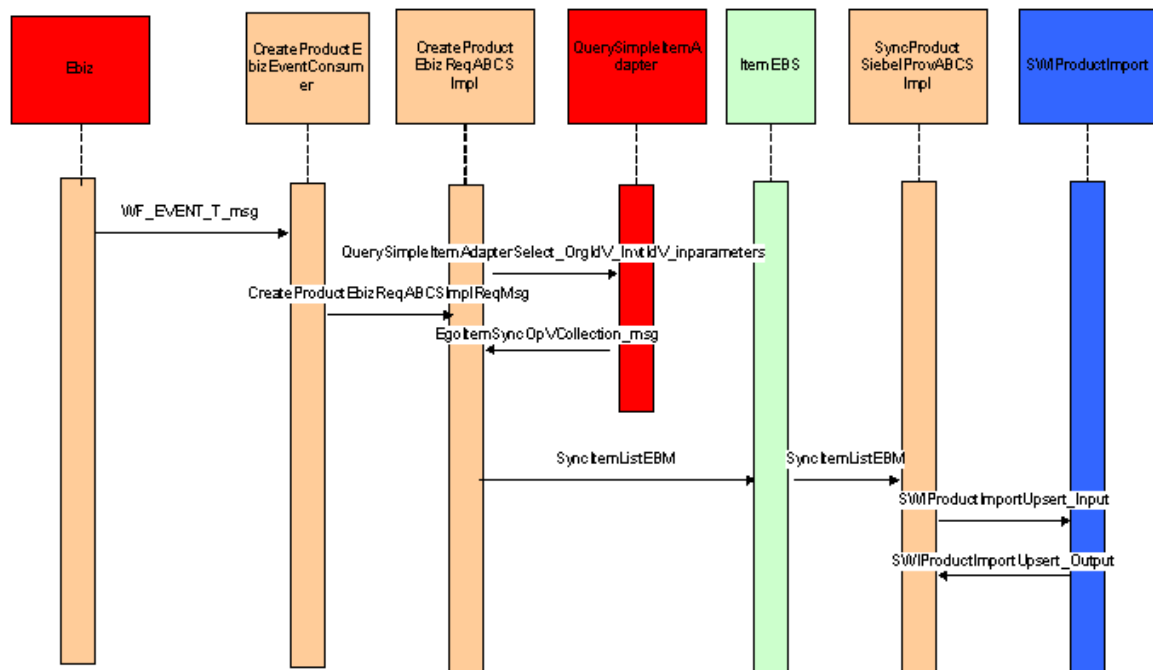 Ebiz
CreateProductE
bizEventConsum
er
CreateProduct
EbizReqABCS
Impl
QuerySimpleItemA
dapter
ItemEBS
SyncProduct
SiebelProvABCS
Impl
SWIProductImport
WF_EVENT_T_msg
QuerySimpleItemAdapterSelect_OrgIdV_InvtIdV_inparameters
CreateProductEbizReqABCSImplReqMsg
EgoItemSyncOpVCollection_msg
SyncItemListEBM
SyncItemListEBM
SWIProductImportUpsert_Input
SWIProductImportUpsert_Output